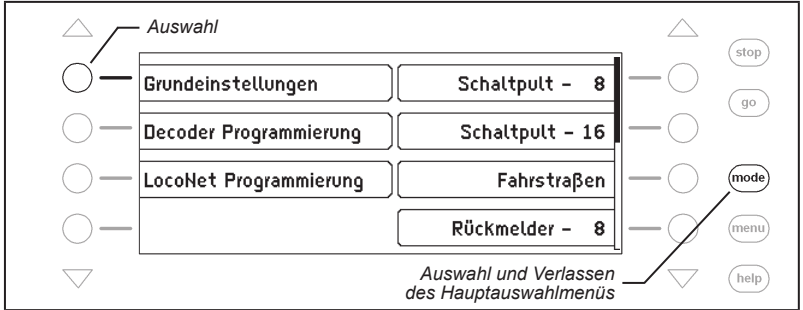 Auswahl
stop
Grundeinstellungen
Schaltpult - 8
go
Decoder Programmierung
Schaltpult - 16
LocoNet Programmierung
Fahrstraßen
mode
Rückmelder - 8
menu
Auswahl und Verlassen
des Hauptauswahlmenüs
help